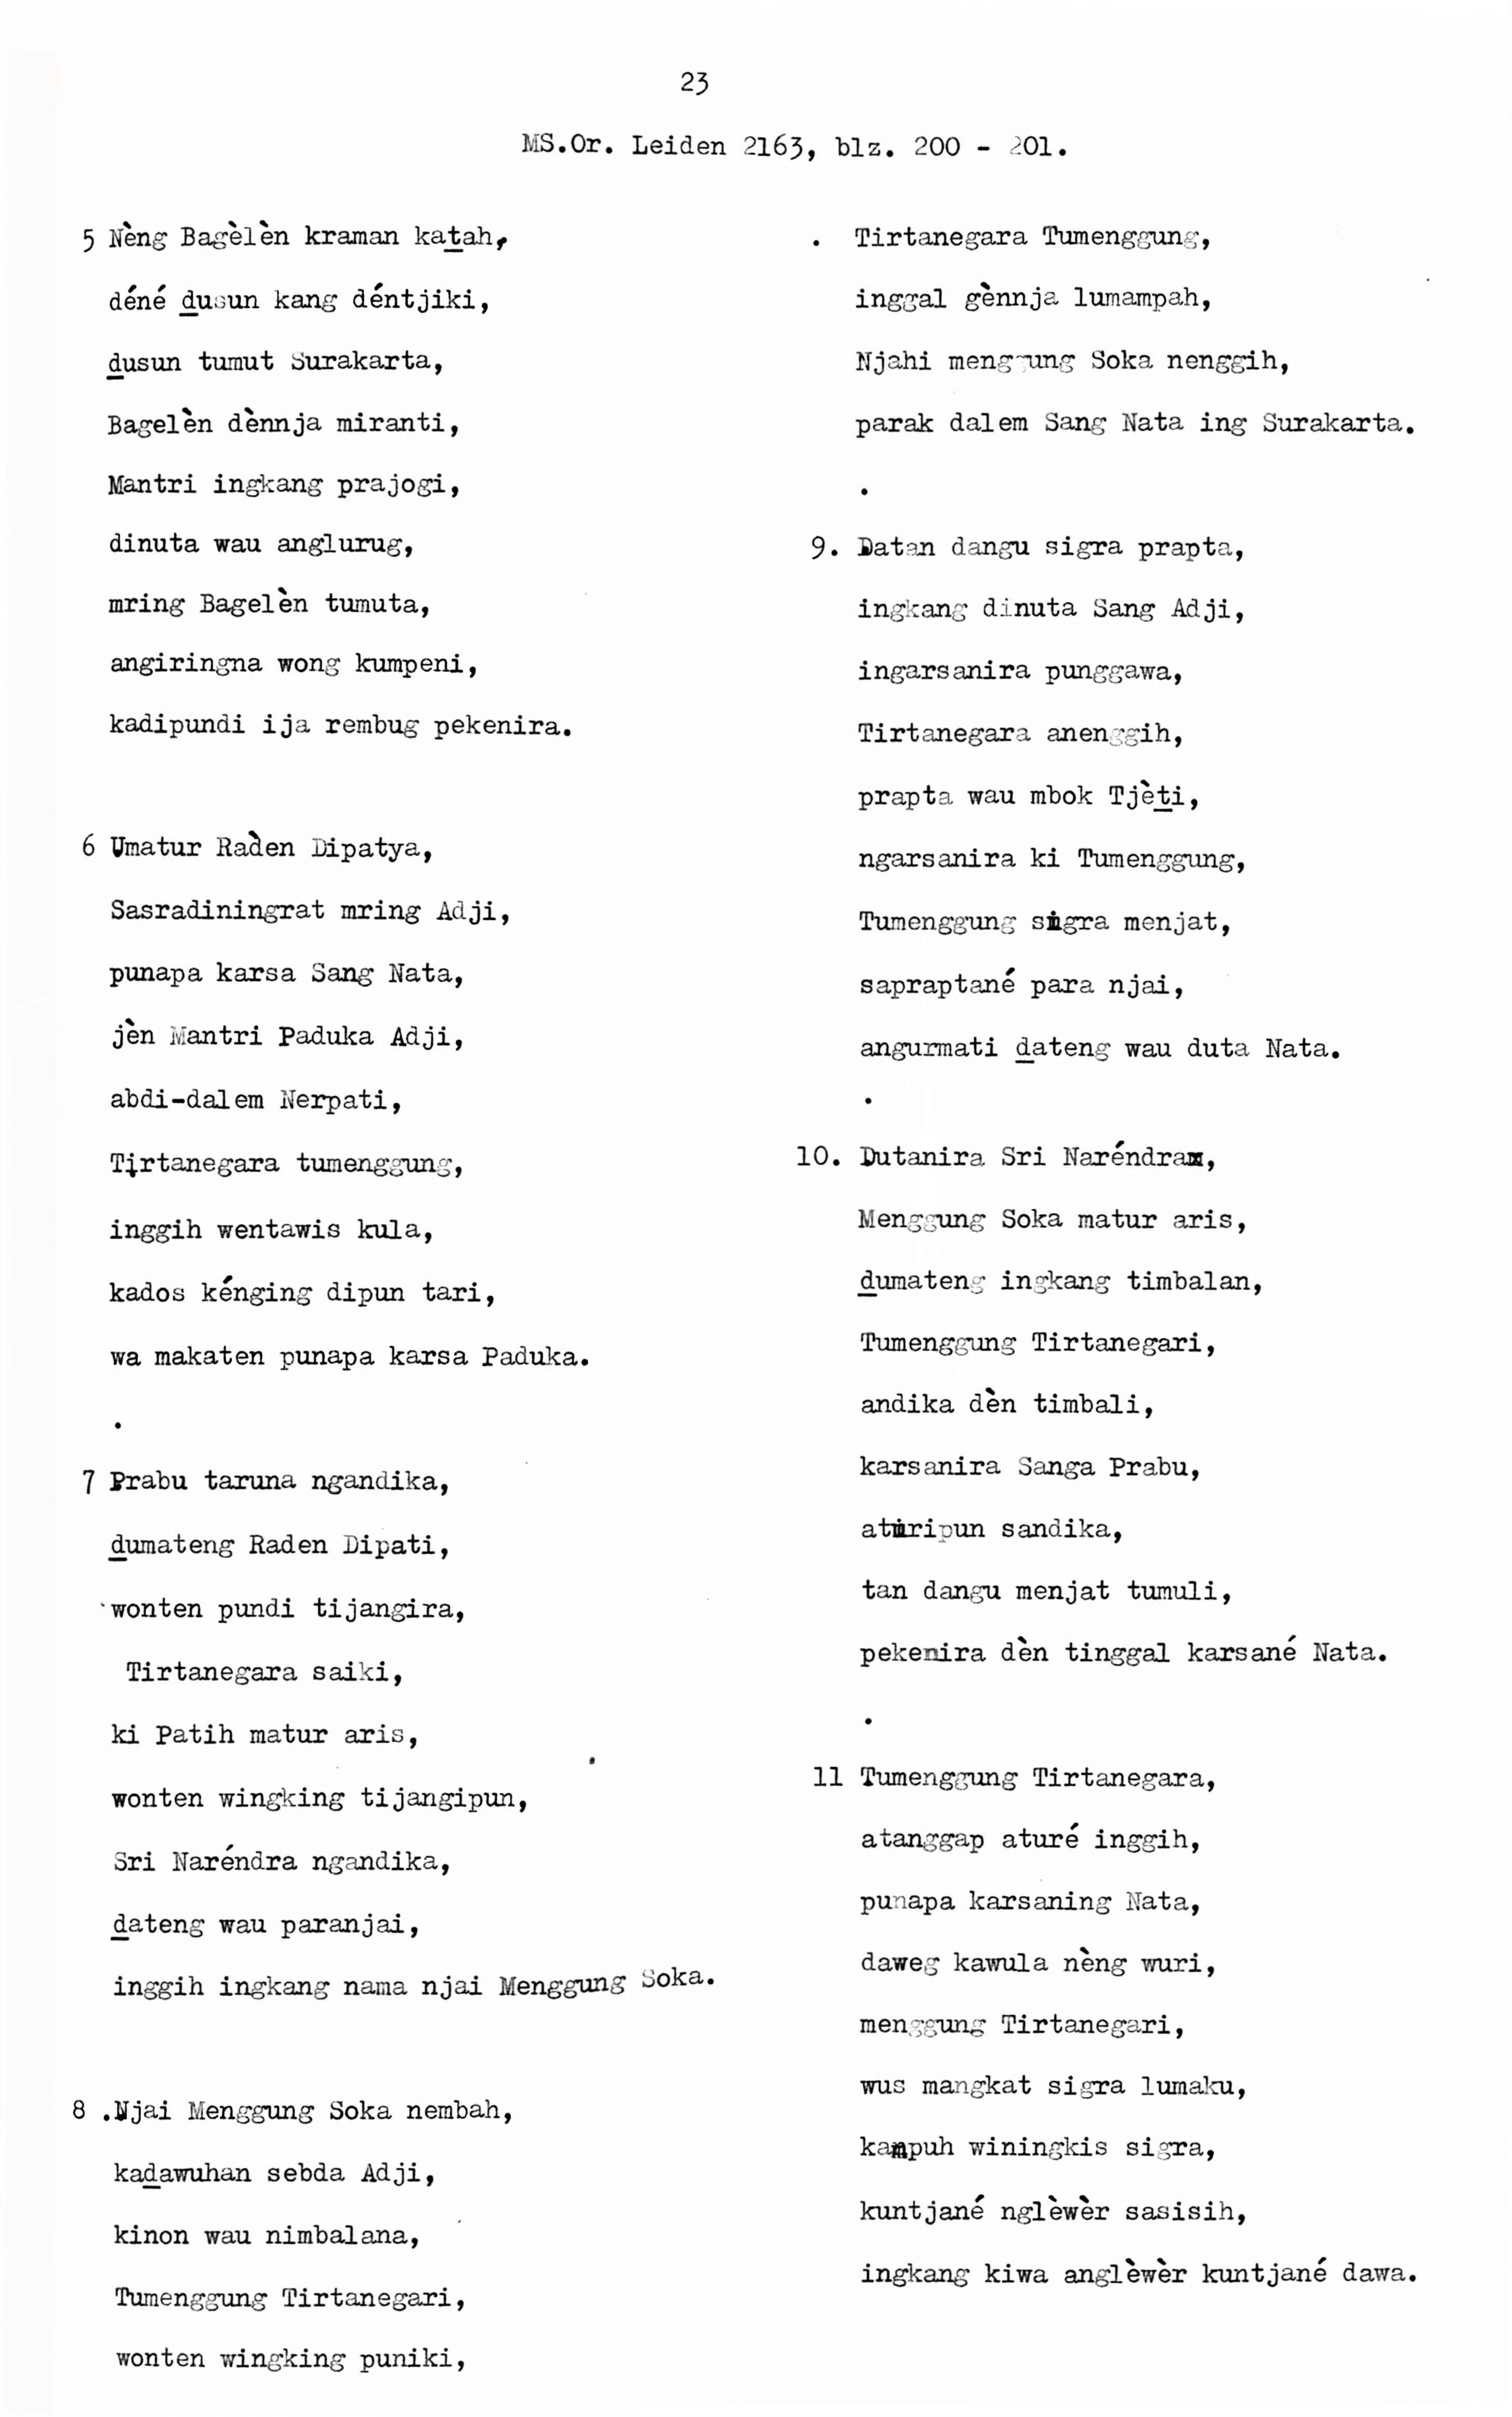 23
MS.Or. Leiden 2163, blz. 200 - 201.
5 Nèng Bagèlèn kraman kaṯah,
déné ḏusun kang déntjiki,
ḏusun tumut Surakarta,
Bagelèn dènnja miranti,
Mantri ingkang prajogi,
dinuta wau anglurug,
mring Bagelèn tumuta,
angiringna wong kumpeni,
kadipundi ija rembug pekenira.
6 Umatur Raden Dipatya,
Sasradiningrat mring Adji,
punapa karsa Sang Nata,
jèn Mantri Paduka Adji,
abdi-dalem Nerpati,
Tirtanegara tumenggung,
inggih wentawis kula,
kados kénging dipun tari,
wa makaten punapa karsa Paduka.
.
7 Prabu taruna ngandika,
ḏumateng Raden Dipati,
wonten pundi tijangira,
Tirtanegara saiki,
ki Patih matur aris,
wonten wingking tijangipun,
Sri Naréndra ngandika,
ḏateng wau paranjai,
inggih ingkang nama njai Menggung Soka.
8 .Njai Menggung Soka nembah,
kaḏawuhan sebda Adji,
kinon wau nimbalana,
Tumenggung Tirtanegari,
wonten wingking puniki,
. Tirtanegara Tumenggung,
inggal gènnja lumampah,
Njahi menggung Soka nenggih,
parak dalem Sang Nata ing Surakarta.
.
9. Datan dangu sigra prapta,
ingkang dinuta Sang Adji,
ingarsanira punggawa,
Tirtanegara anenggih,
prapta wau mbok Tjèṯi,
ngarsanira ki Tumenggung,
Tumenggung sigra menjat,
sapraptané para njai,
angurmati ḏateng wau duta Nata.
.
10. Dutanira Sri Naréndra,
Menggung Soka matur aris,
ḏumateng ingkang timbalan,
Tumenggung Tirtanegari,
andika dèn timbali,
karsanira Sanga Prabu,
aturipun sandika,
tan dangu menjat tumuli,
pekenira dèn tinggal karsané Nata.
.
11 Tumenggung Tirtanegara,
atanggap aturé inggih,
punapa karsaning Nata,
daweg kawula nèng wuri,
menggung Tirtanegari,
wus mangkat sigra lumaku,
kampuh winingkis sigra,
kuntjané nglèwèr sasisih,
ingkang kiwa anglèwèr kuntjané dawa.